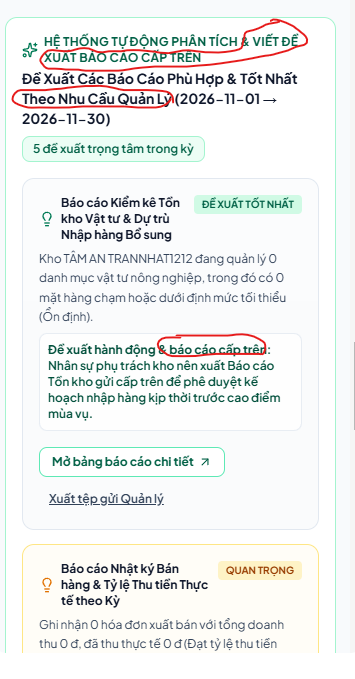 HỆ THỐNG TỰ ĐỘNG PHÂN TÍCH & VIẾT ĐỀ
XUẤT BÁO CÁO CẤP TRÊN
Đề Xuất Các Báo Cáo Phù Hợp & Tốt Nhất
Theo Nhu Cầu Quản Lý (2026-11-01 →
2026-11-30)
5 đề xuất trọng tâm trong kỳ
Báo cáo Kiểm kê Tồn
kho Vật tư & Dự trù
Nhập hàng Bổ sung
ĐỀ XUẤT TỐT NHẤT
Kho TÂM AN TRANNHAT1212 đang quản lý 0
danh mục vật tư nông nghiệp, trong đó có 0
mặt hàng chạm hoặc dưới định mức tối thiểu
(Ổn định).
Đề xuất hành động & báo cáo cấp trên:
Nhân sự phụ trách kho nên xuất Báo cáo
Tồn kho gửi cấp trên để phê duyệt kế
hoạch nhập hàng kịp thời trước cao điểm
mùa vụ.
Mở bảng báo cáo chi tiết ↗
Xuất tệp gửi Quản lý
Báo cáo Nhật ký Bán
hàng & Tỷ lệ Thu tiền Thực
tế theo Kỳ
QUAN TRỌNG
Ghi nhận 0 hóa đơn xuất bán với tổng doanh
thu 0 đ, đã thu thực tế 0 đ (Đạt tỷ lệ thu tiền